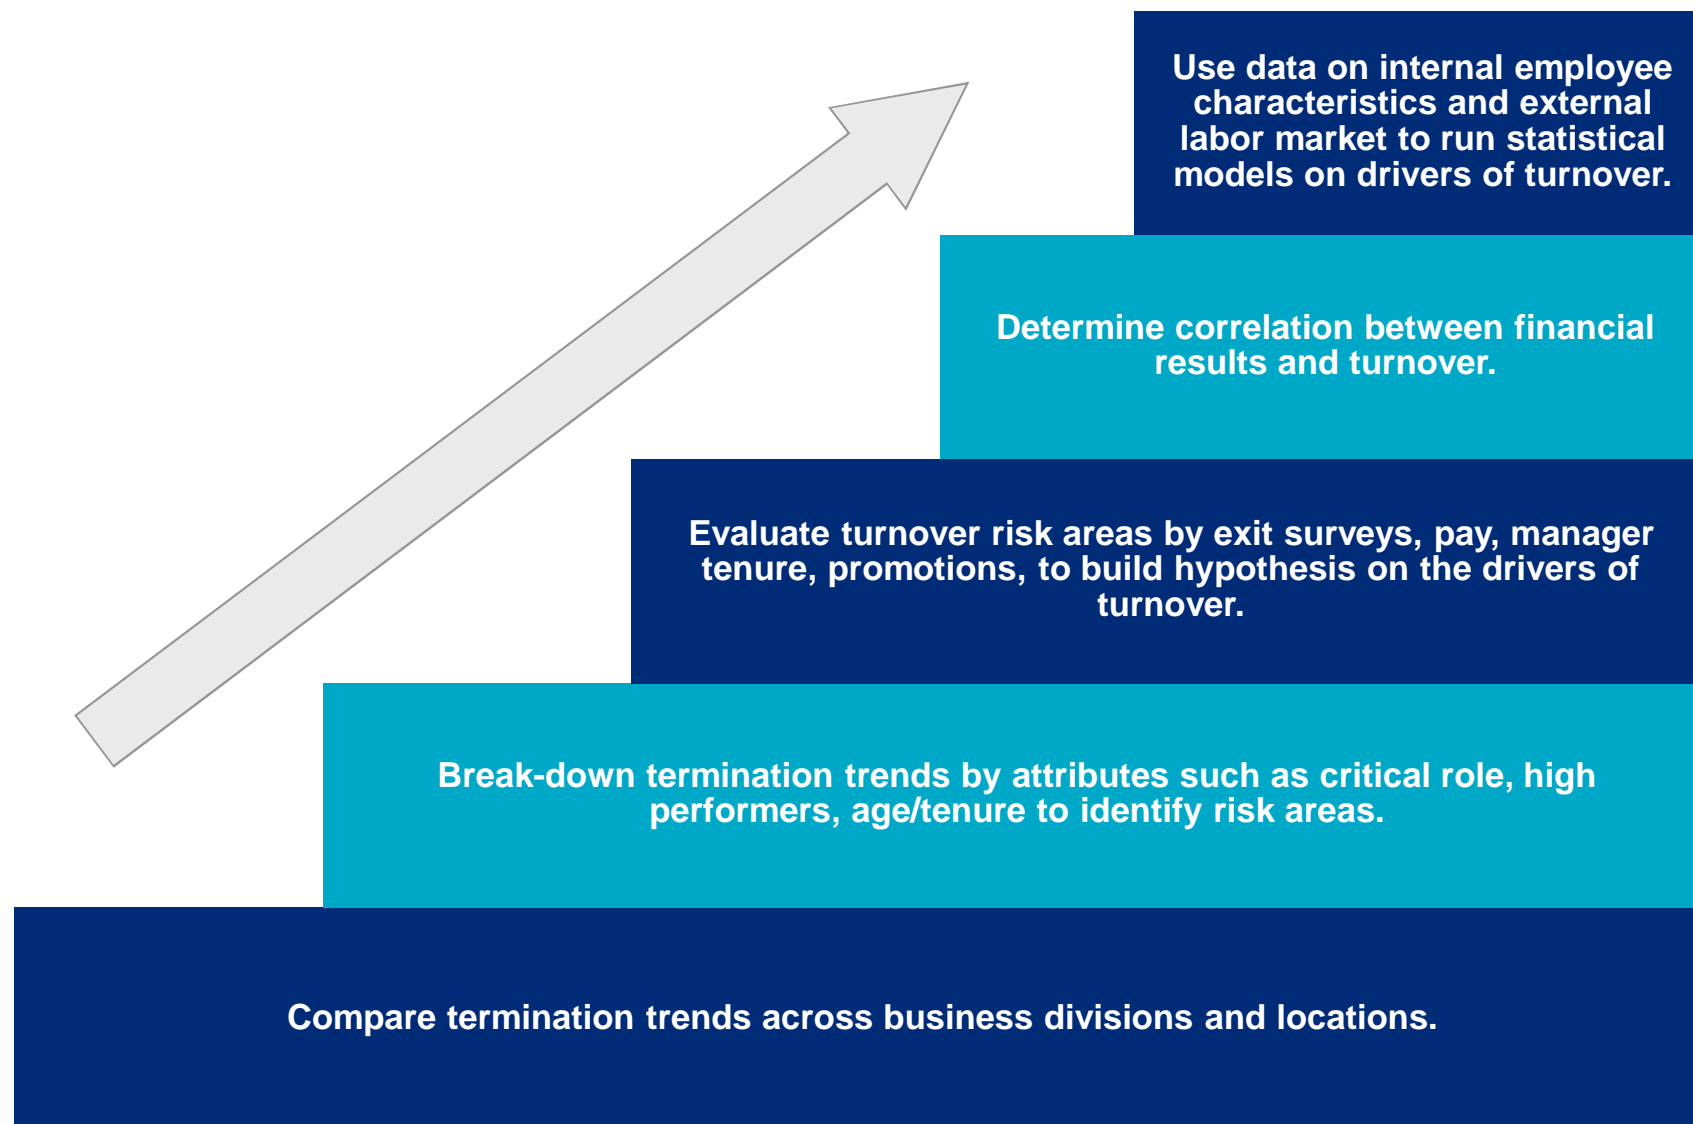 Use data on internal employee
characteristics and external
labor market to run statistical
models on drivers of turnover.
Determine correlation between financial
results and turnover.
Evaluate turnover risk areas by exit surveys, pay, manager
tenure, promotions, to build hypothesis on the drivers of
turnover.
Break-down termination trends by attributes such as critical role, high
performers, age/tenure to identify risk areas.
Compare termination trends across business divisions and locations.